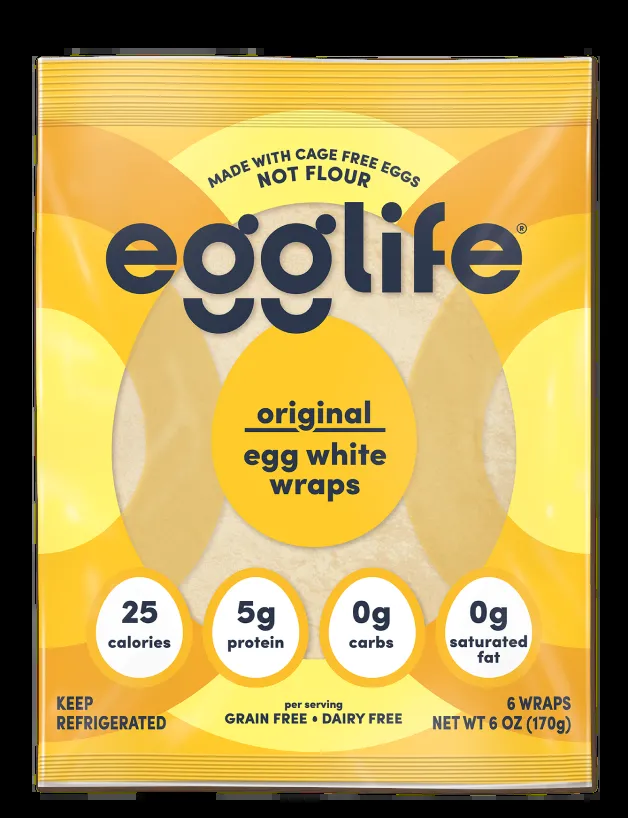 MADE WITH CAGE FREE EGGS
NOT FLOUR
egglife®
original
egg white
wraps
25
calories
5g
protein
0g
carbs
0g
saturated
fat
KEEP
REFRIGERATED
per serving
GRAIN FREE • DAIRY FREE
6 WRAPS
NET WT 6 OZ (170g)